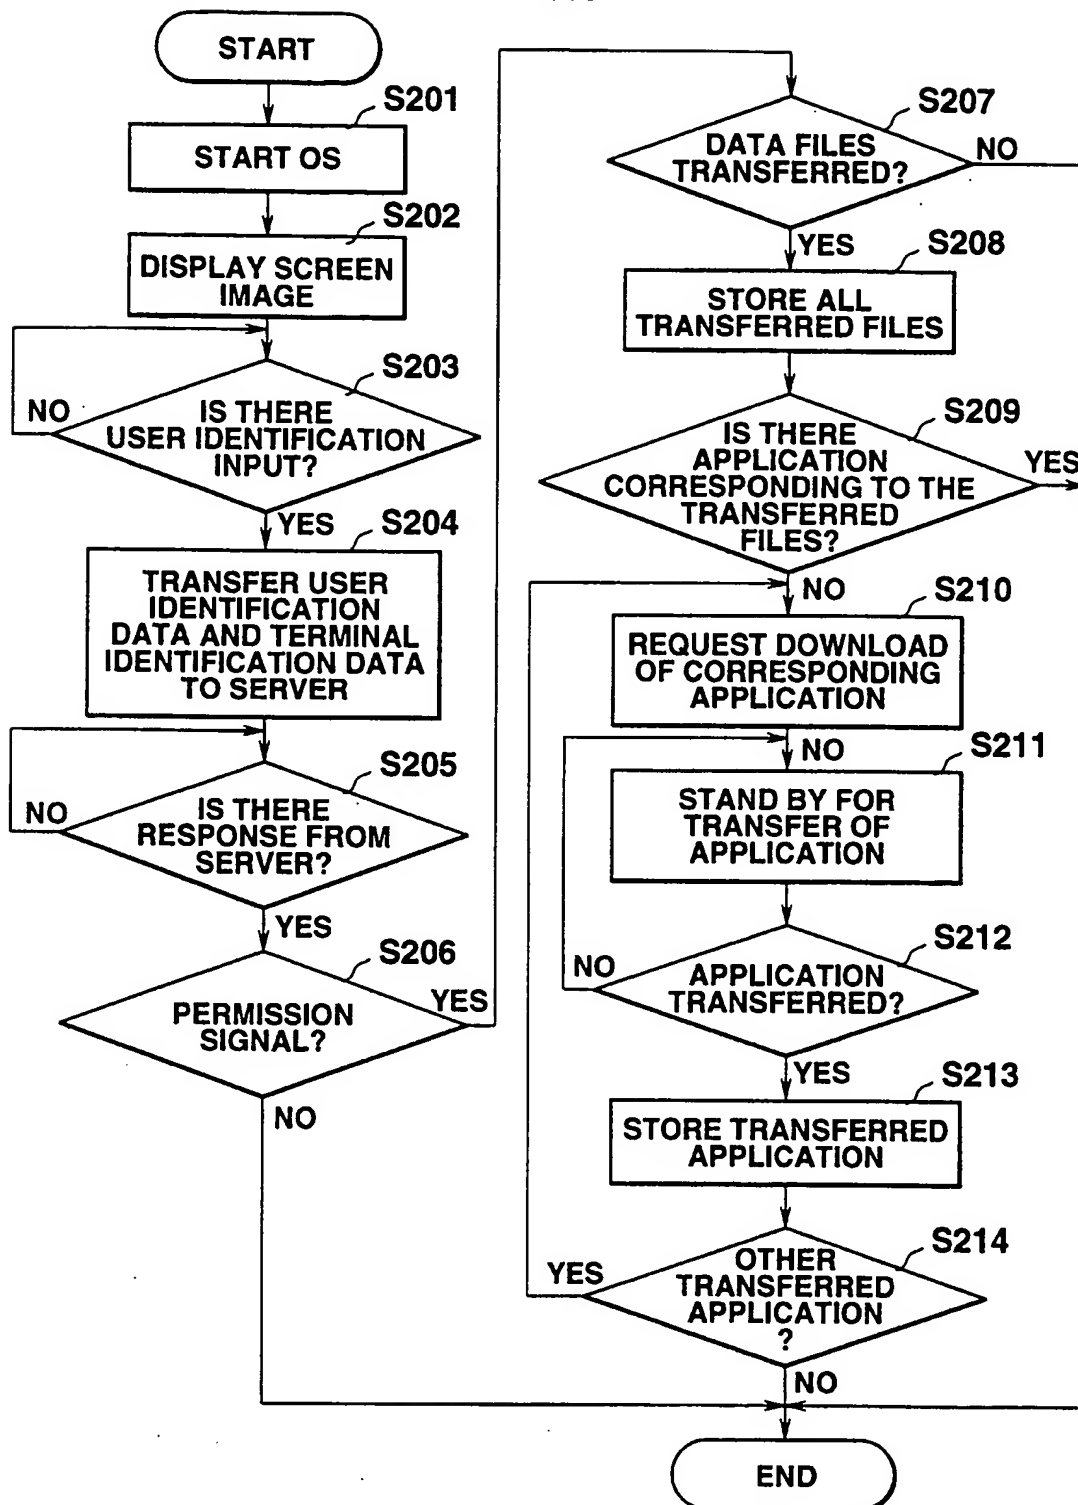 START
S201
START OS
S202
DISPLAY SCREEN
IMAGE
S203
NO
IS THERE
USER IDENTIFICATION
INPUT?
YES
S204
TRANSFER USER
IDENTIFICATION
DATA AND TERMINAL
IDENTIFICATION DATA
TO SERVER
S205
NO
IS THERE
RESPONSE FROM
SERVER?
YES
S206
PERMISSION
SIGNAL?
YES
NO
S207
DATA FILES
TRANSFERRED?
NO
YES
S208
STORE ALL
TRANSFERRED FILES
S209
IS THERE
APPLICATION
CORRESPONDING TO THE
TRANSFERRED
FILES?
YES
NO
S210
REQUEST DOWNLOAD
OF CORRESPONDING
APPLICATION
NO
S211
STAND BY FOR
TRANSFER OF
APPLICATION
S212
NO
APPLICATION
TRANSFERRED?
YES
S213
STORE TRANSFERRED
APPLICATION
S214
YES
OTHER
TRANSFERRED
APPLICATION
?
NO
END